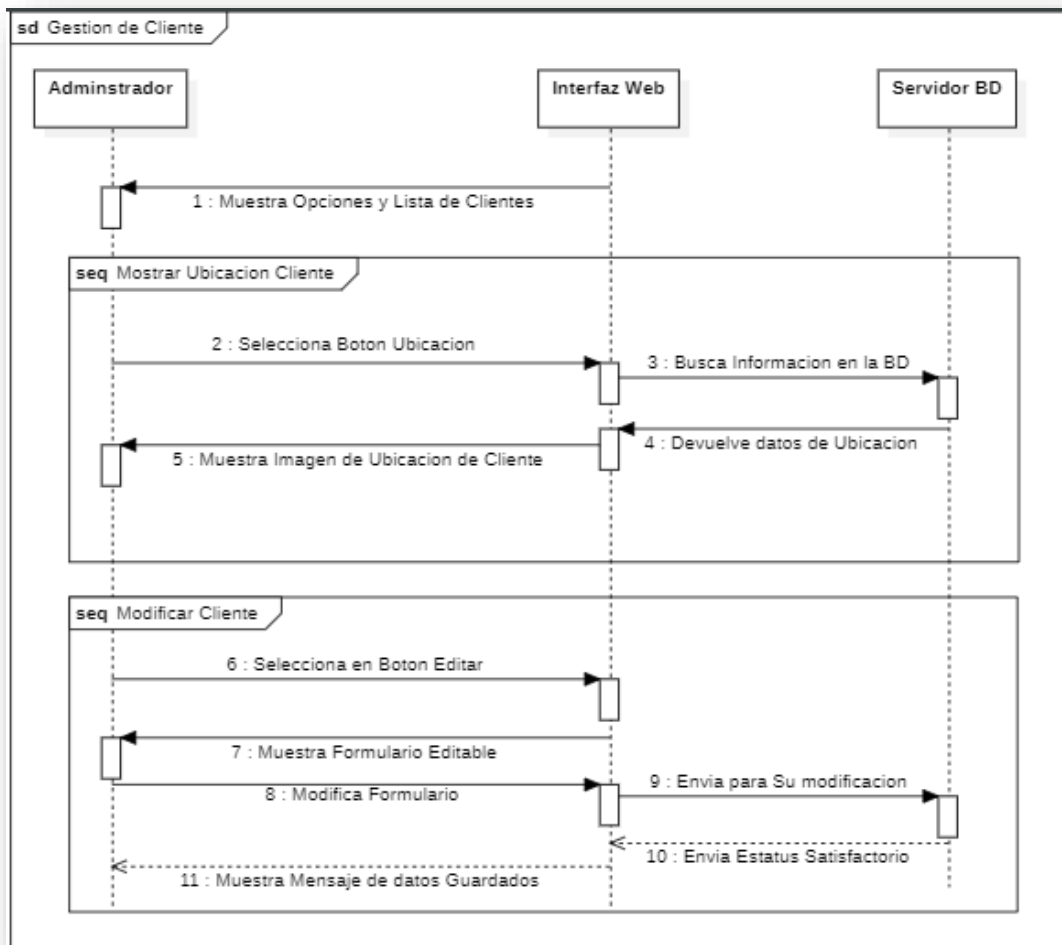 sd Gestion de Cliente
Adminstrador
Interfaz Web
Servidor BD
1 : Muestra Opciones y Lista de Clientes
seq Mostrar Ubicacion Cliente
2 : Selecciona Boton Ubicacion
3 : Busca Informacion en la BD
4 : Devuelve datos de Ubicacion
5 : Muestra Imagen de Ubicacion de Cliente
seq Modificar Cliente
6 : Selecciona en Boton Editar
7 : Muestra Formulario Editable
8 : Modifica Formulario
9 : Envia para Su modificacion
10 : Envia Estatus Satisfactorio
11 : Muestra Mensaje de datos Guardados